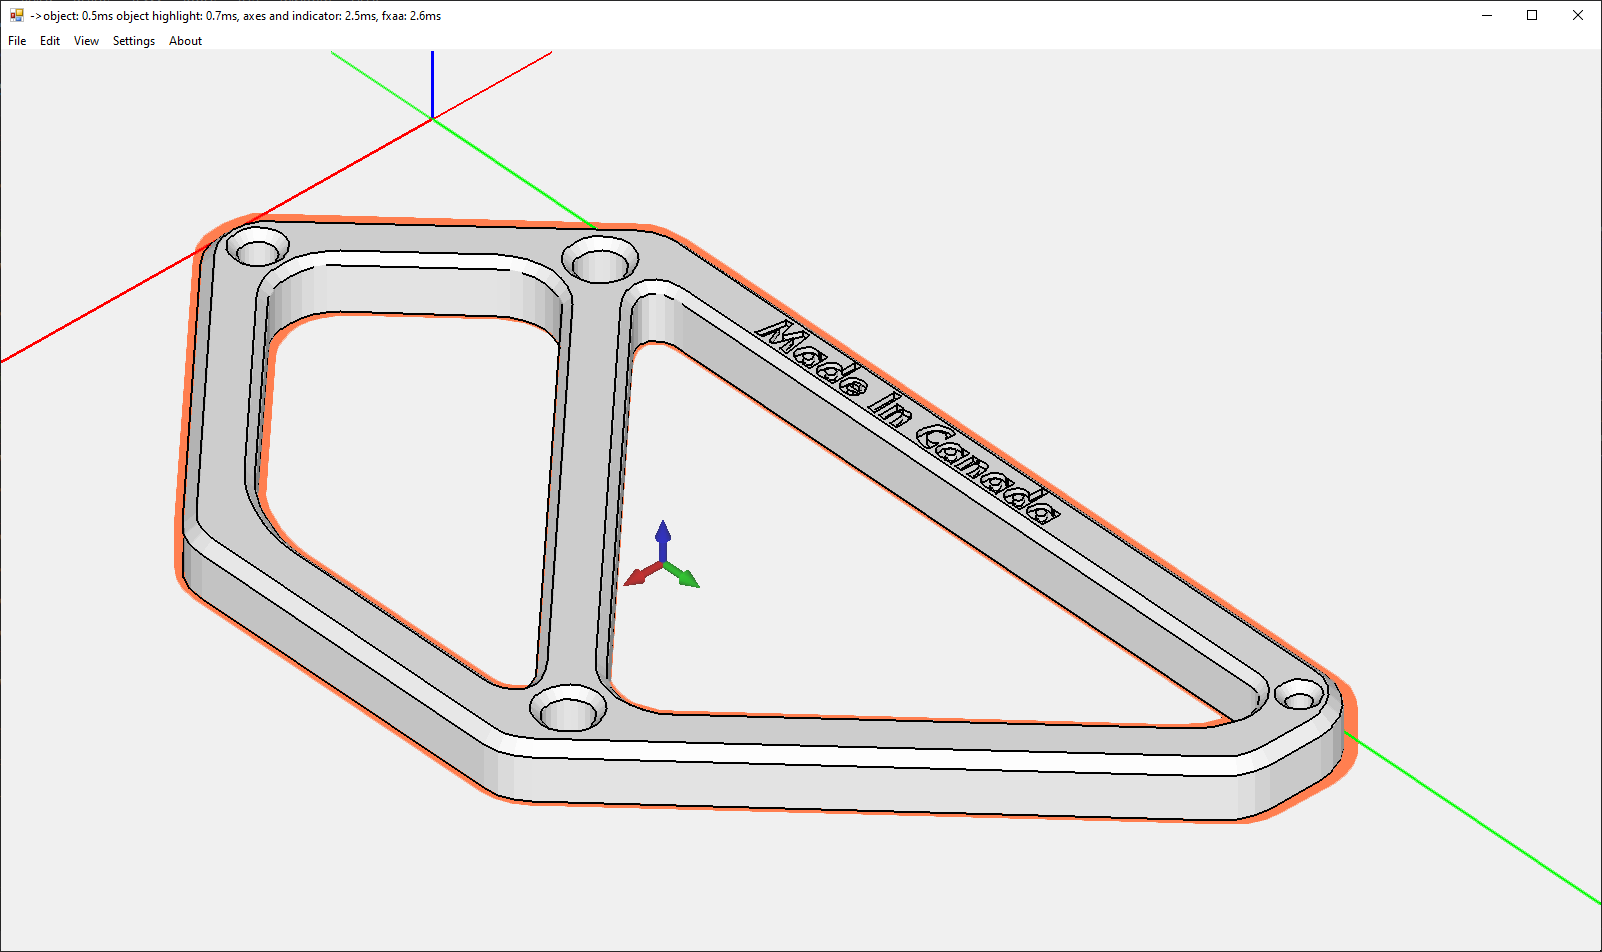 ->object: 0.5ms object highlight: 0.7ms, axes and indicator: 2.5ms, fxaa: 2.6ms
File Edit View Settings About
Made In Canada